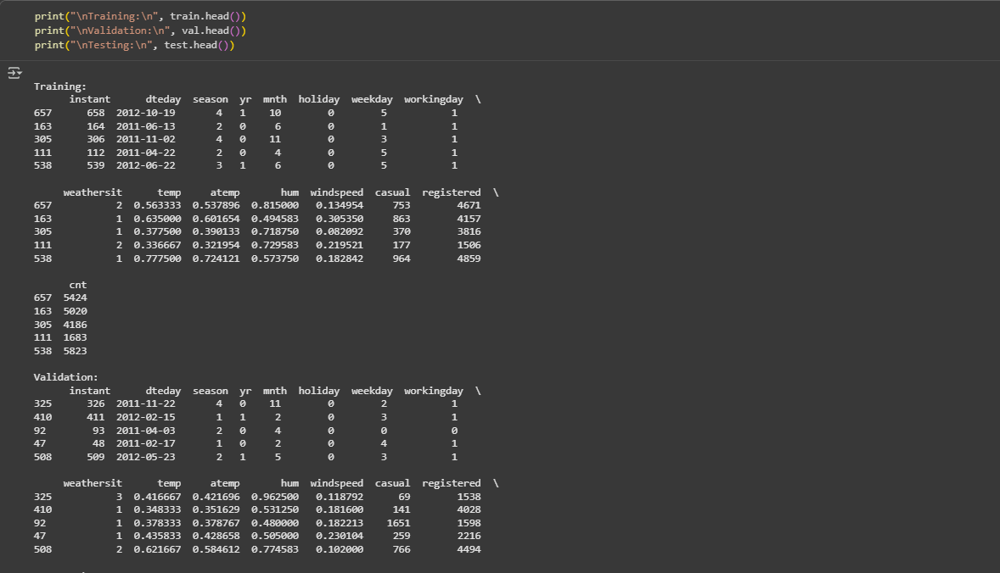 print("\nTraining:\n", train.head())
print("\nValidation:\n", val.head())
print("\nTesting:\n", test.head())
Training:
instant dteday season yr mnth holiday weekday workingday \
657 658 2012-10-19 4 1 10 0 5 1
163 164 2011-06-13 2 0 6 0 1 1
305 306 2011-11-02 4 0 11 0 3 1
111 112 2011-04-22 2 0 4 0 5 1
538 539 2012-06-22 3 1 6 0 5 1
weathersit temp atemp hum windspeed casual registered \
657 2 0.563333 0.537896 0.815000 0.134954 753 4671
163 1 0.635000 0.601654 0.494583 0.305350 863 4157
305 1 0.377500 0.390133 0.718750 0.082092 370 3816
111 2 0.336667 0.321954 0.729583 0.219521 177 1506
538 1 0.777500 0.724121 0.573750 0.182842 964 4859
cnt
657 5424
163 5020
305 4186
111 1683
538 5823
Validation:
instant dteday season yr mnth holiday weekday workingday \
325 326 2011-11-22 4 0 11 0 2 1
410 411 2012-02-15 1 1 2 0 3 1
92 93 2011-04-03 2 0 4 0 0 0
47 48 2011-02-17 1 0 2 0 4 1
508 509 2012-05-23 2 1 5 0 3 1
weathersit temp atemp hum windspeed casual registered \
325 3 0.416667 0.421696 0.962500 0.118792 69 1538
410 1 0.348333 0.351629 0.531250 0.181600 141 4028
92 1 0.378333 0.378767 0.480000 0.182213 1651 1598
47 1 0.435833 0.428658 0.505000 0.230104 259 2216
508 2 0.621667 0.584612 0.774583 0.102000 766 4494